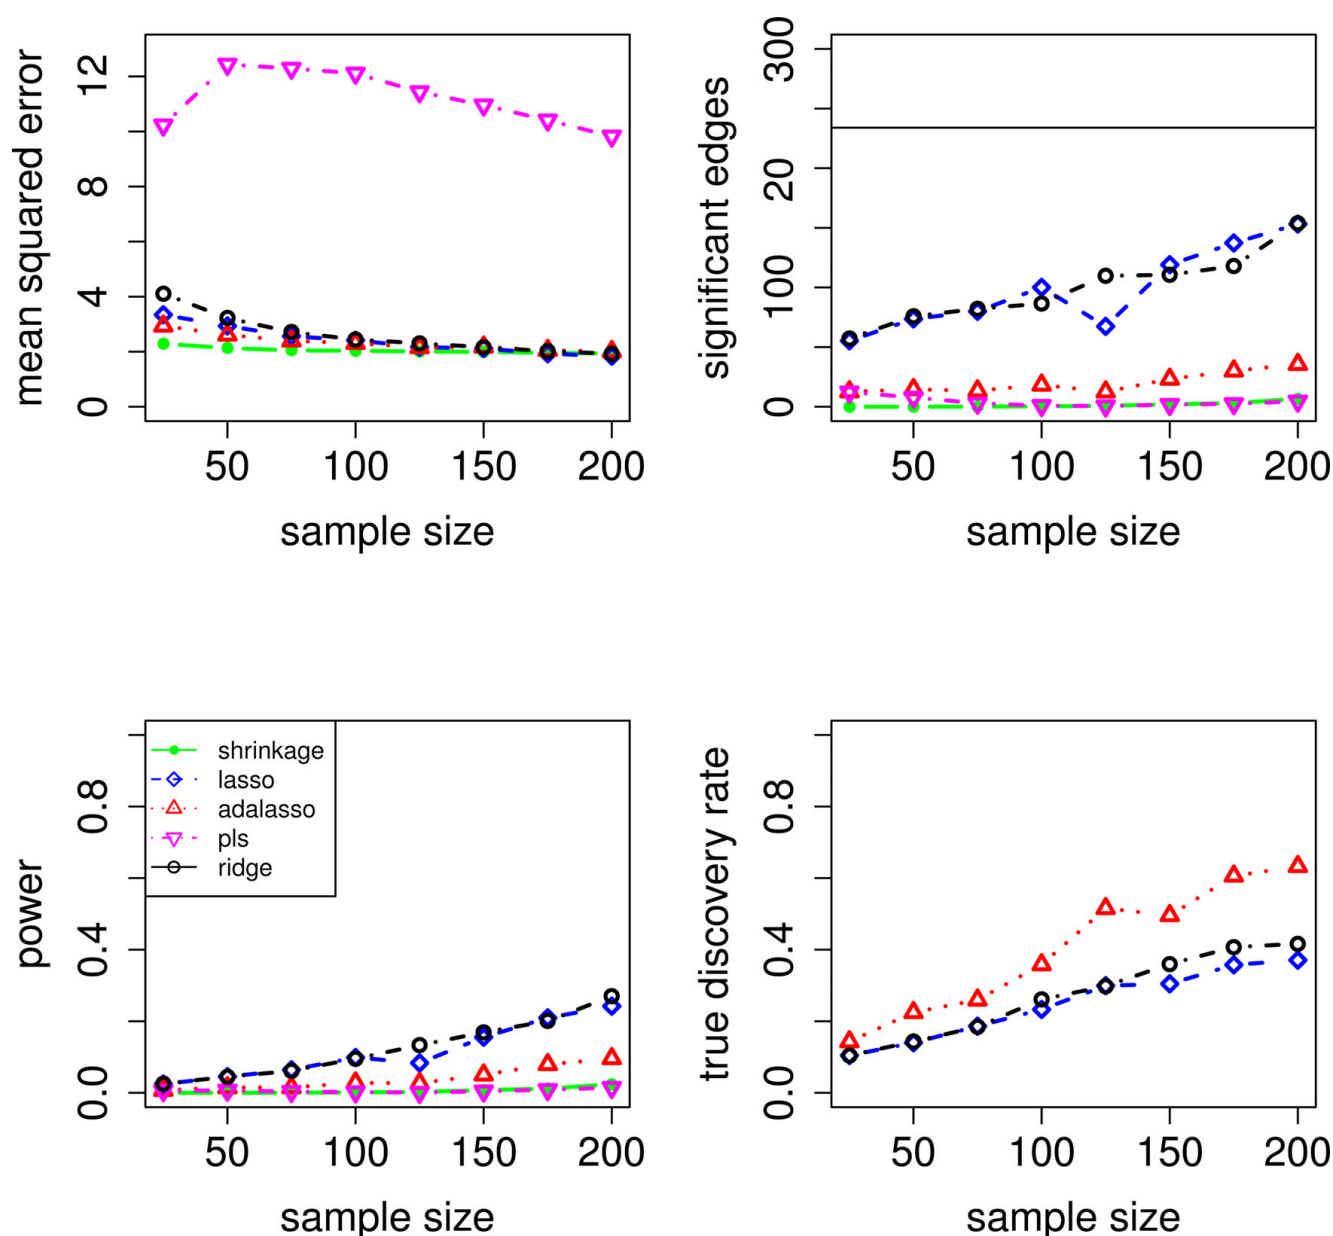 mean squared error
0 4 8 12
50 100 150 200
sample size
significant edges
0 100 20 300
50 100 150 200
sample size
power
0.0 0.4 0.8
shrinkage
lasso
adalasso
pls
ridge
50 100 150 200
sample size
true discovery rate
0.0 0.4 0.8
50 100 150 200
sample size